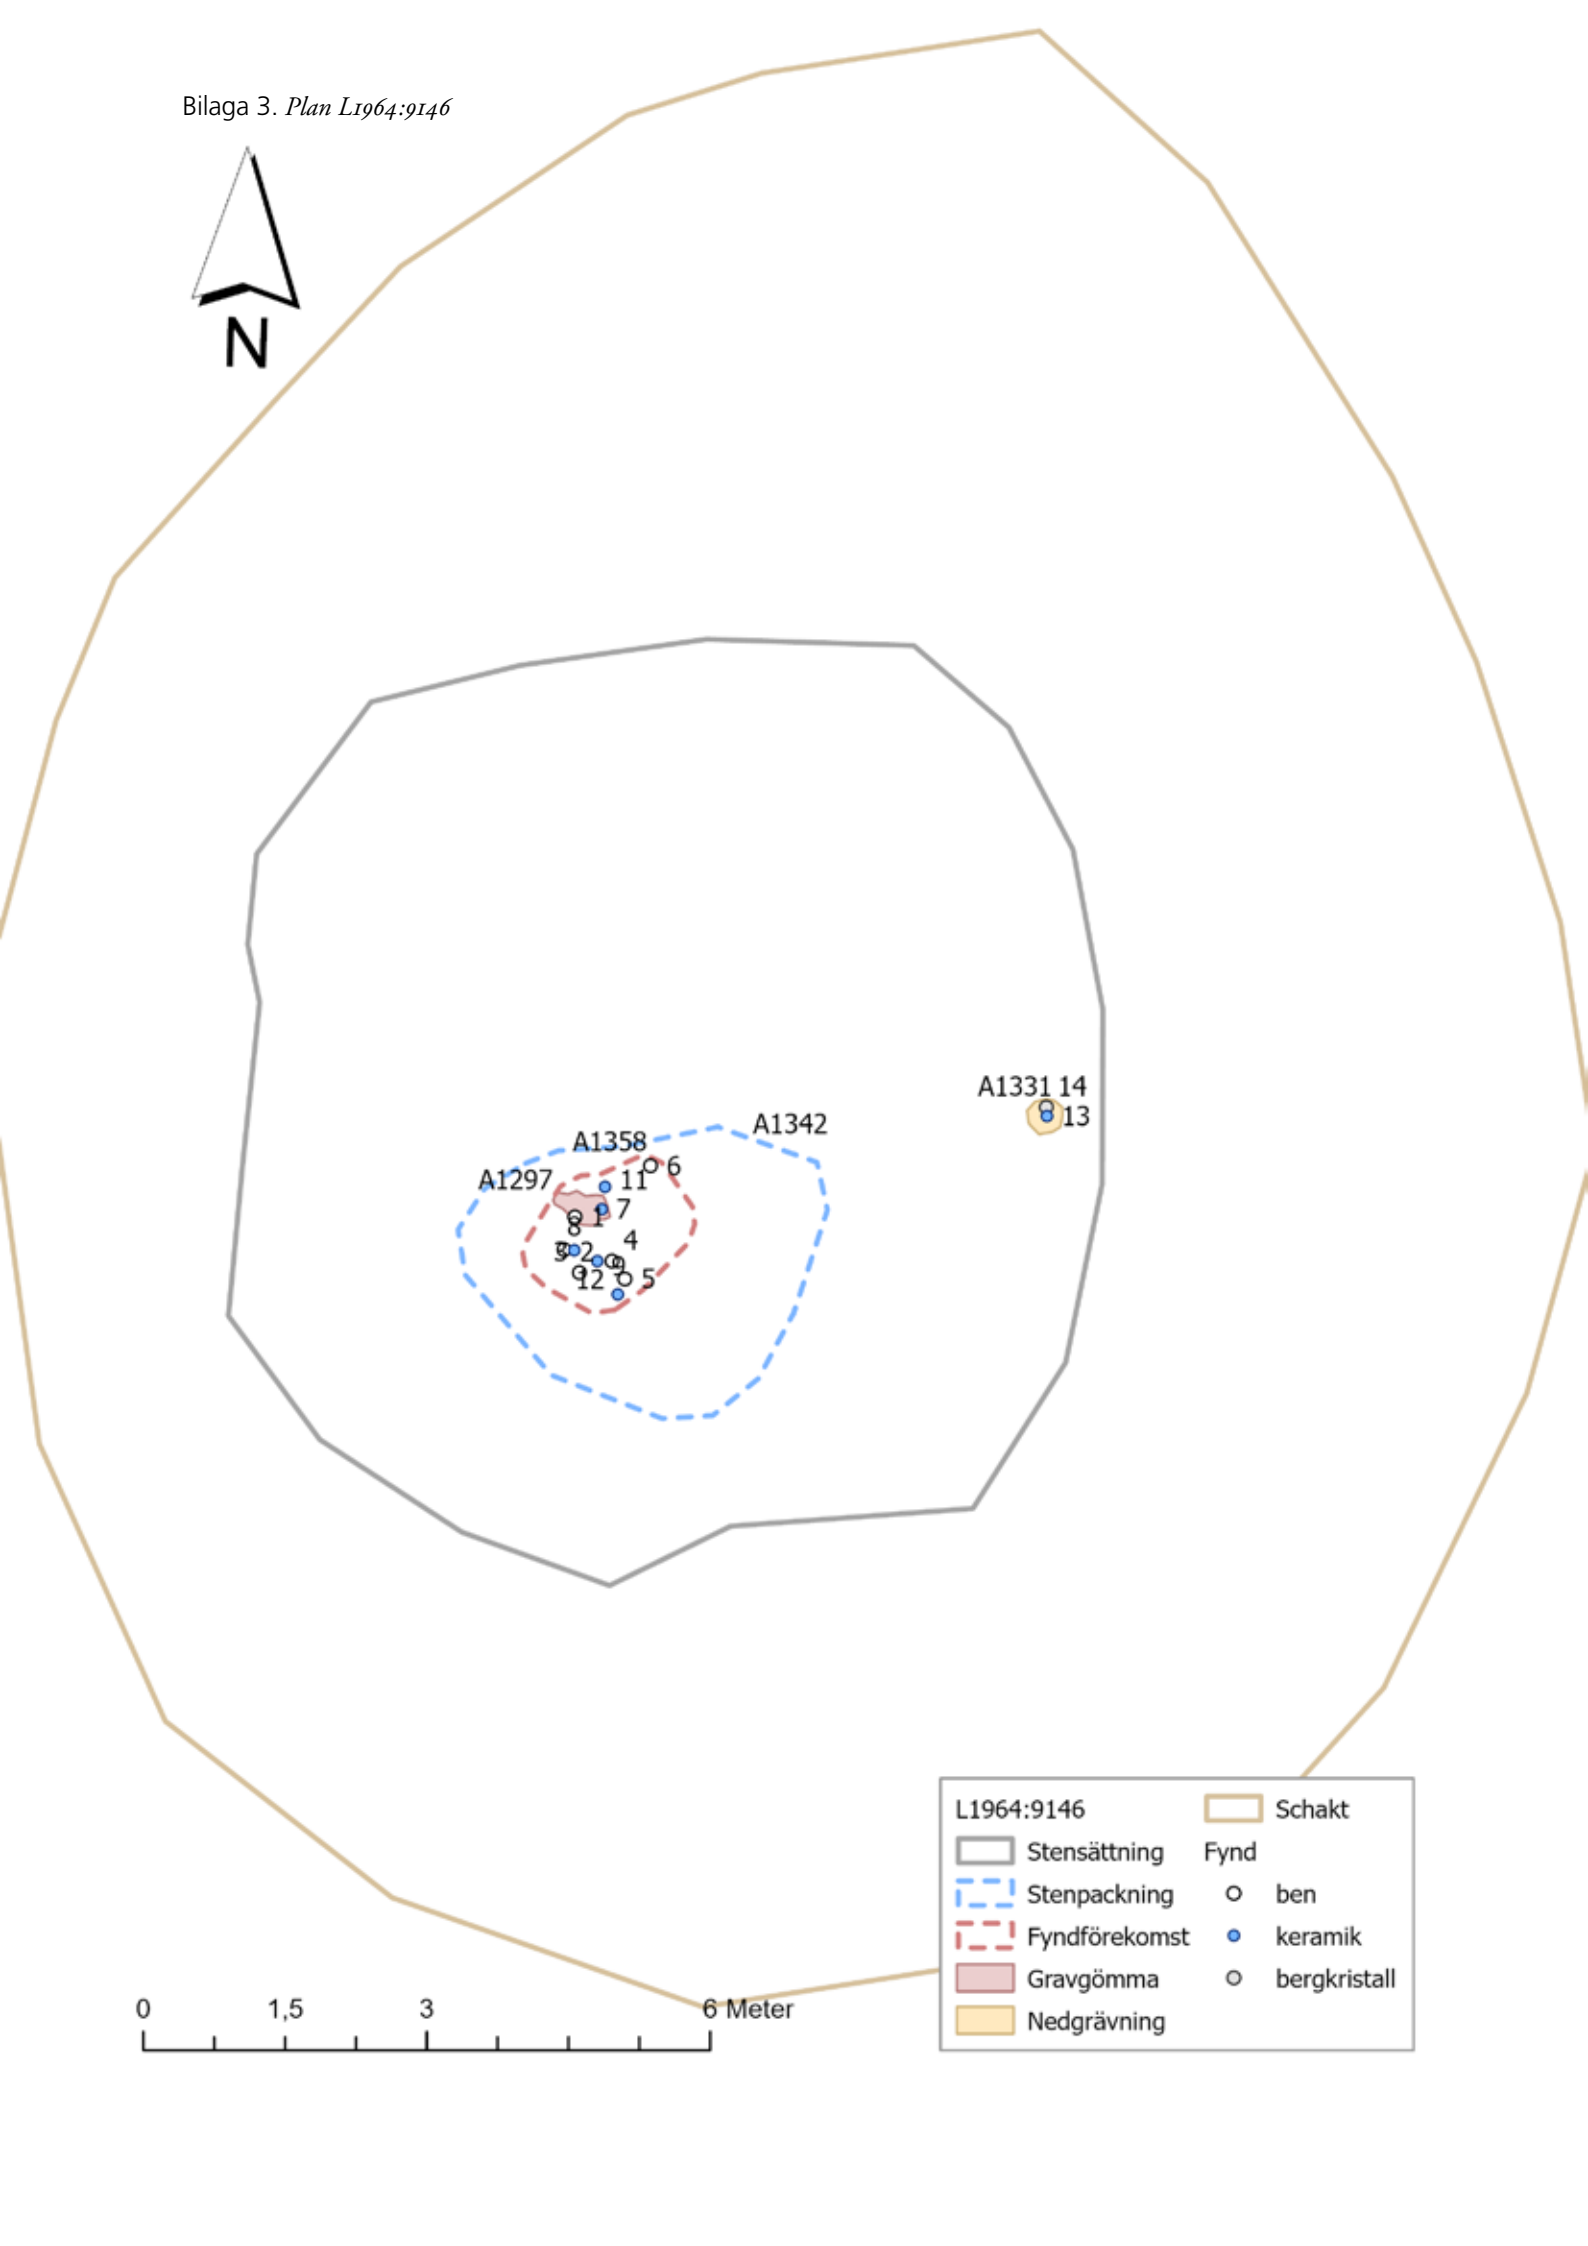 Bilaga 3. Plan L1964:9146
N
A1331 14
13
A1342
A1358
6
A1297
11
7
1
8
4
3 2
9
12
5
L1964:9146
Stensättning
Stenpackning
Fyndförekomst
Gravgömma
Nedgrävning
Schakt
Fynd
ben
keramik
bergkristall
0 1,5 3 6 Meter